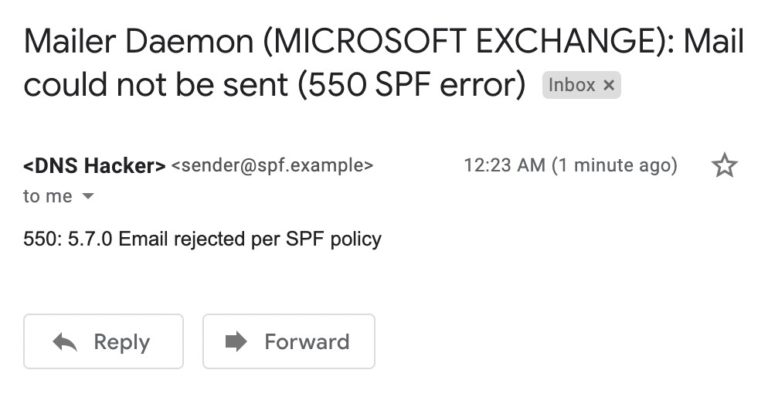 Mailer Daemon (MICROSOFT EXCHANGE): Mail
could not be sent (550 SPF error) Inbox ×
<DNS Hacker> <sender@spf.example> 12:23 AM (1 minute ago)
to me
550: 5.7.0 Email rejected per SPF policy
Reply Forward